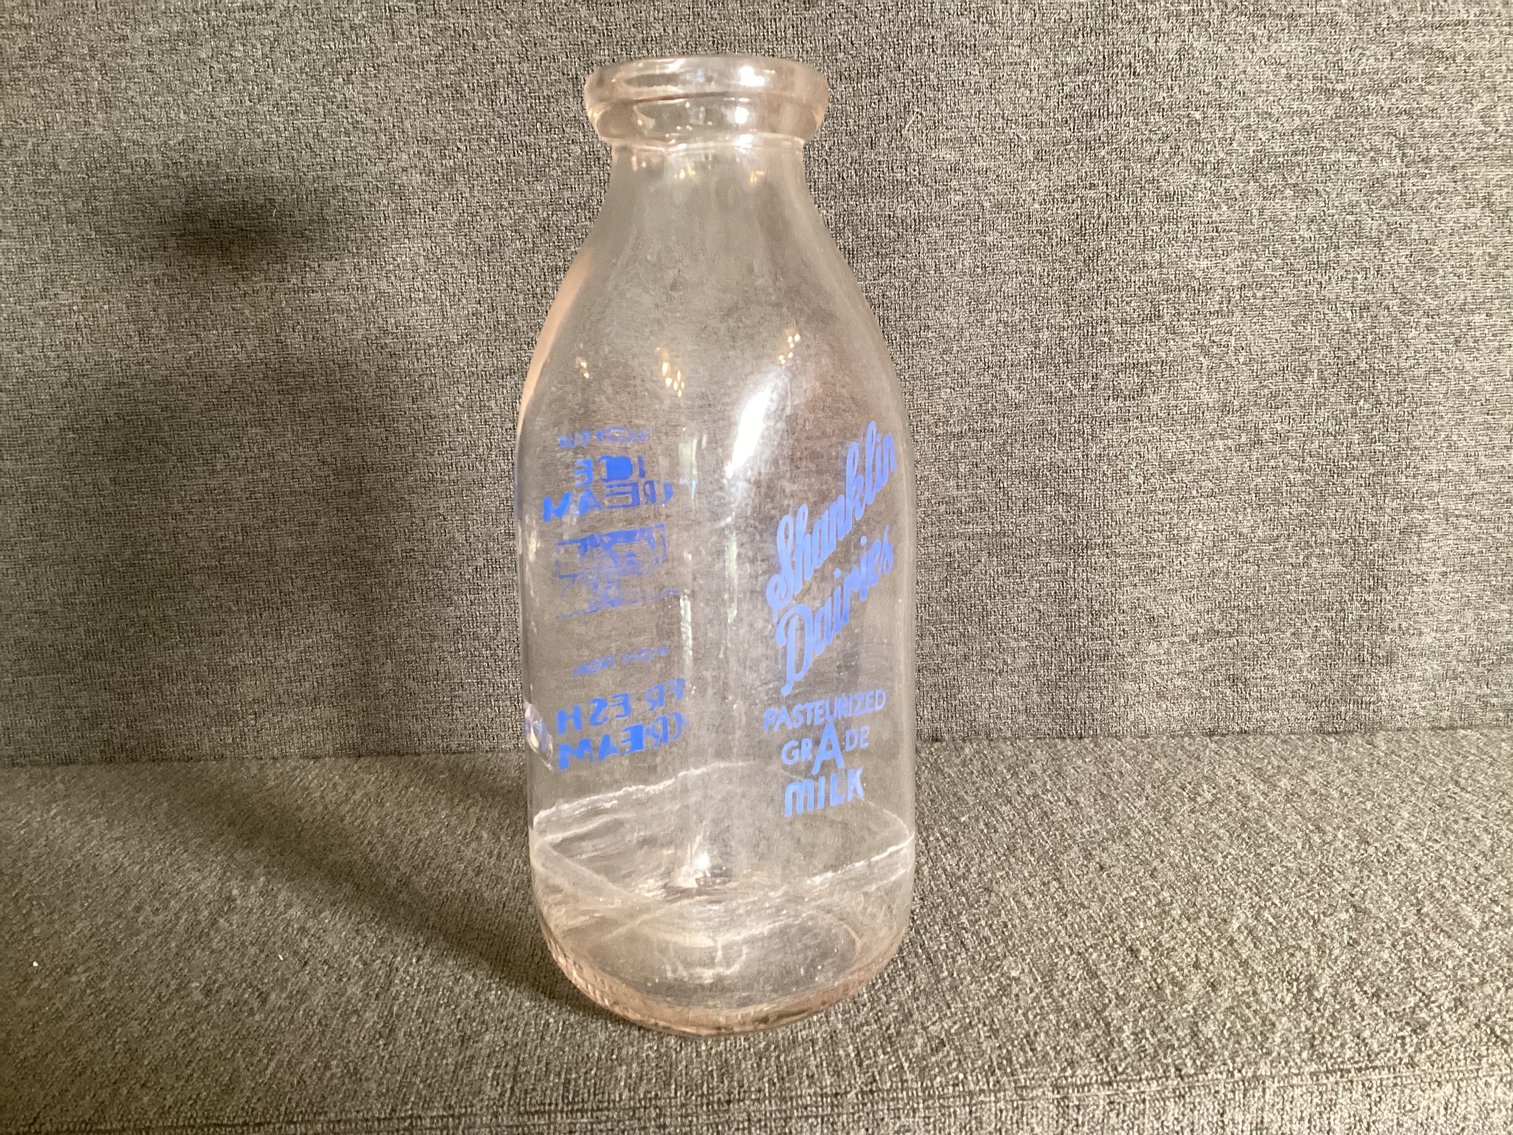 Shanklin
Dairies
PASTEURIZED
GRADE
MILK
ICE
CREAM
FRESH
CREAM